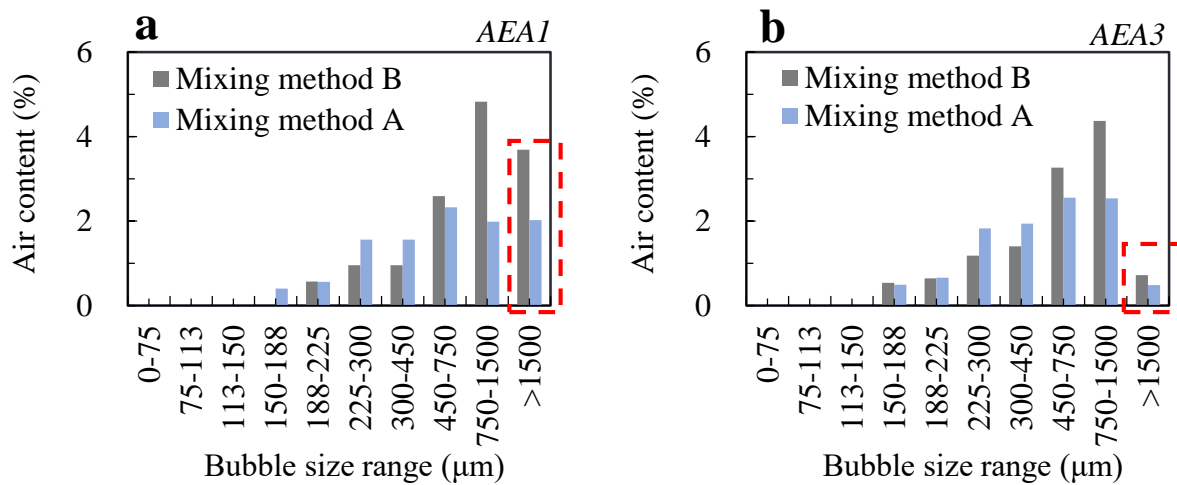 a
AEA1
Air content (%)
6
4
2
0
Mixing method B
Mixing method A
0-75
75-113
113-150
150-188
188-225
225-300
300-450
450-750
750-1500
>1500
Bubble size range (μm)
b
AEA3
Air content (%)
6
4
2
0
Mixing method B
Mixing method A
0-75
75-113
113-150
150-188
188-225
225-300
300-450
450-750
750-1500
>1500
Bubble size range (μm)